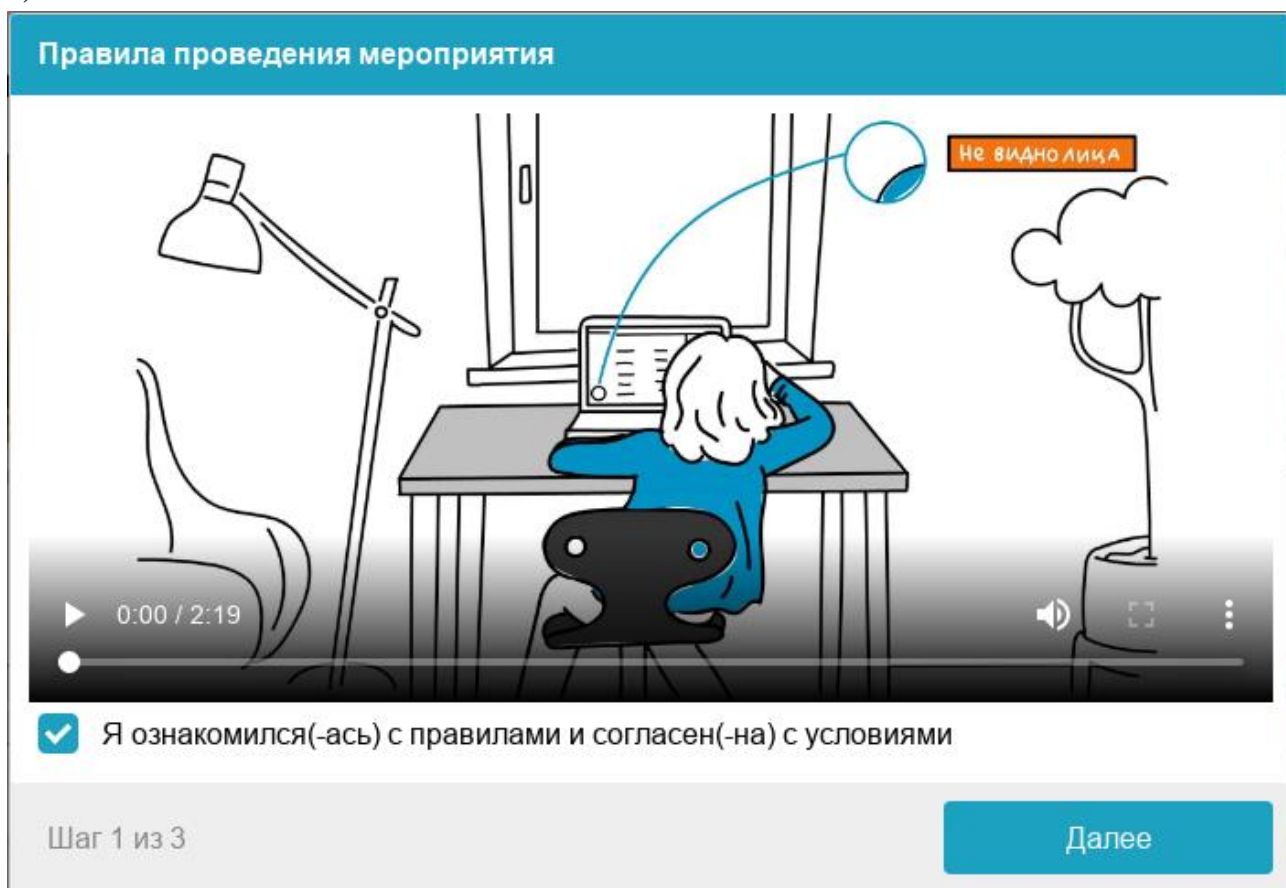 Правила проведения мероприятия
Не видно лица
0:00 / 2:19
Я ознакомился(-ась) с правилами и согласен(-на) с условиями
Шаг 1 из 3
Далее